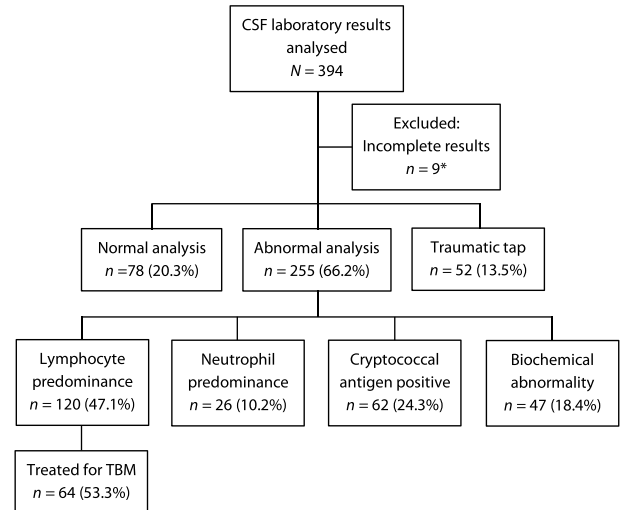 CSF laboratory results
analysed
N = 394
Excluded:
Incomplete results
n = 9*
Normal analysis
n =78 (20.3%)
Abnormal analysis
n = 255 (66.2%)
Traumatic tap
n = 52 (13.5%)
Lymphocyte
predominance
n = 120 (47.1%)
Neutrophil
predominance
n = 26 (10.2%)
Cryptococcal
antigen positive
n = 62 (24.3%)
Biochemical
abnormality
n = 47 (18.4%)
Treated for TBM
n = 64 (53.3%)